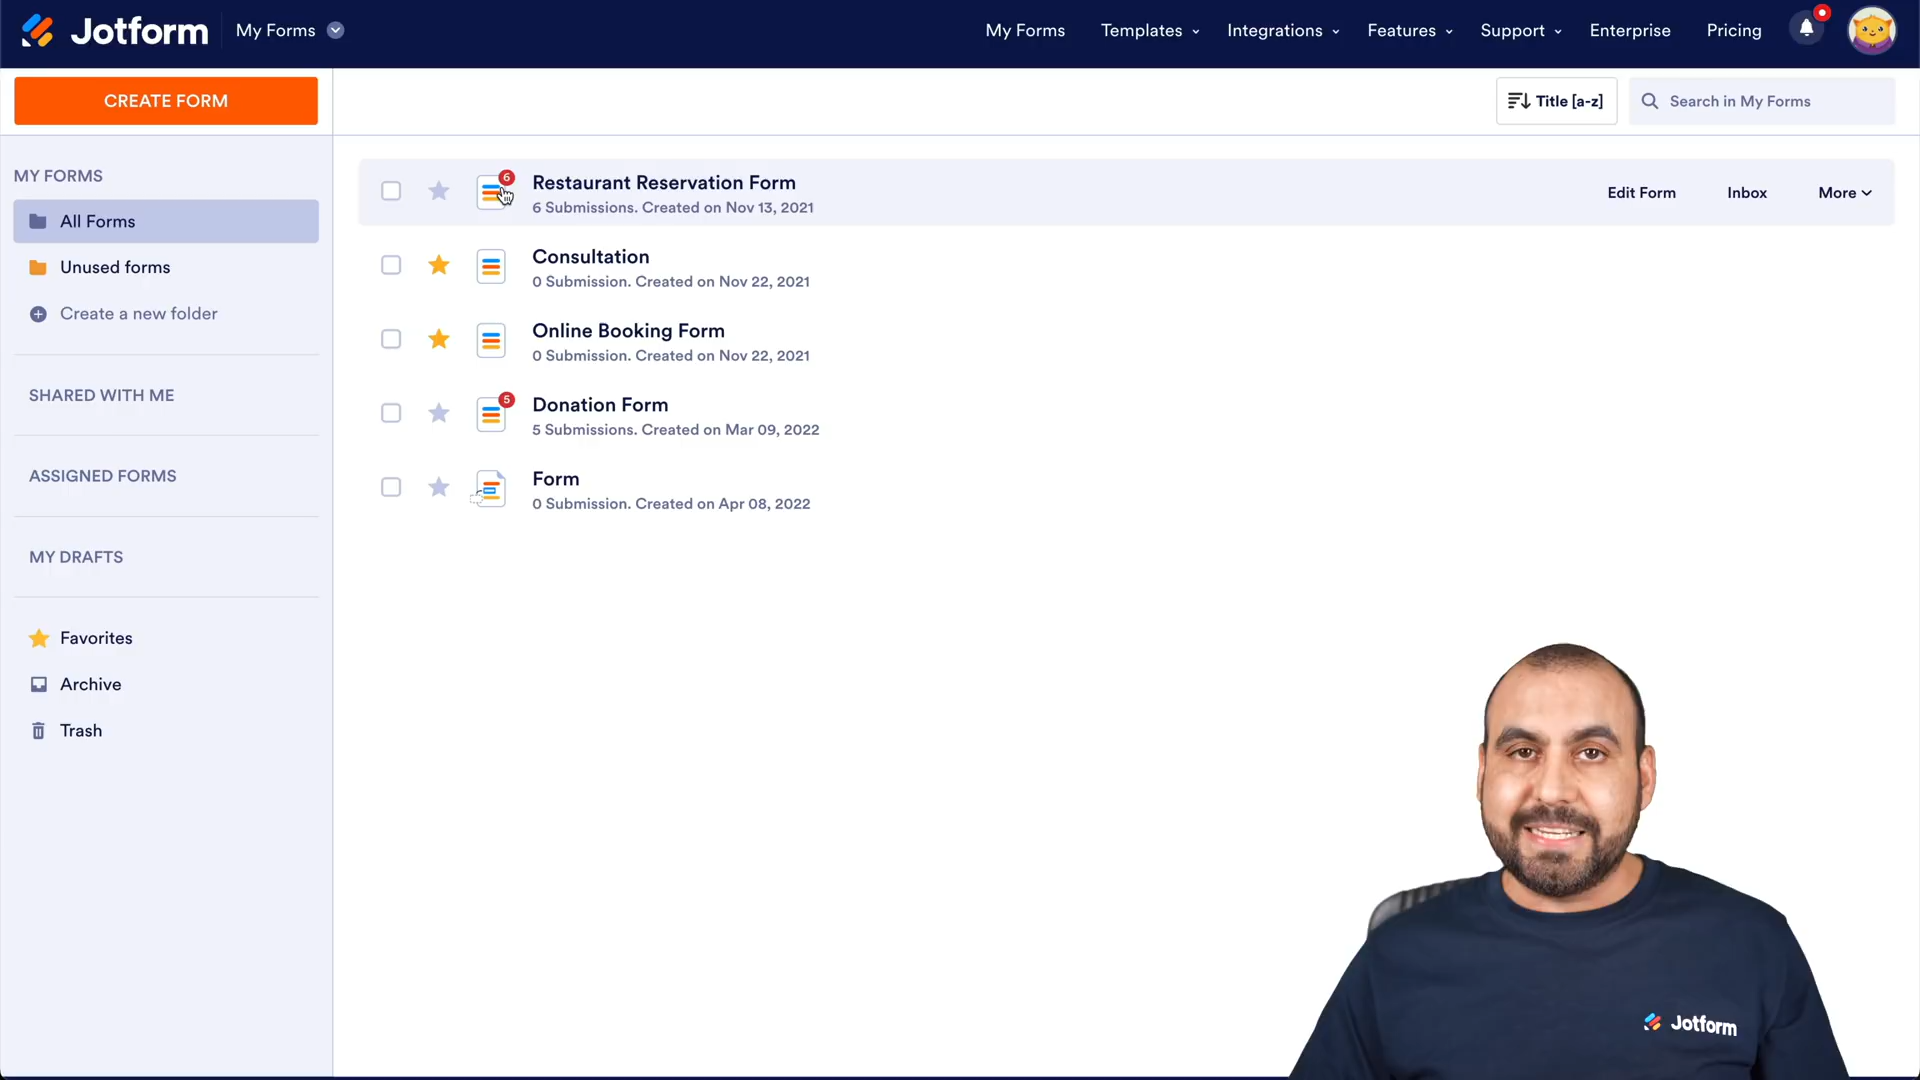 Jotform
My Forms
My Forms
Templates
Integrations
Features
Support
Enterprise
Pricing
CREATE FORM
Title [a-z]
Search in My Forms
MY FORMS
All Forms
Unused forms
Create a new folder
SHARED WITH ME
ASSIGNED FORMS
MY DRAFTS
Favorites
Archive
Trash
6
Restaurant Reservation Form
6 Submissions. Created on Nov 13, 2021
Edit Form
Inbox
More
Consultation
0 Submission. Created on Nov 22, 2021
Online Booking Form
0 Submission. Created on Nov 22, 2021
5
Donation Form
5 Submissions. Created on Mar 09, 2022
Form
0 Submission. Created on Apr 08, 2022
Jotform